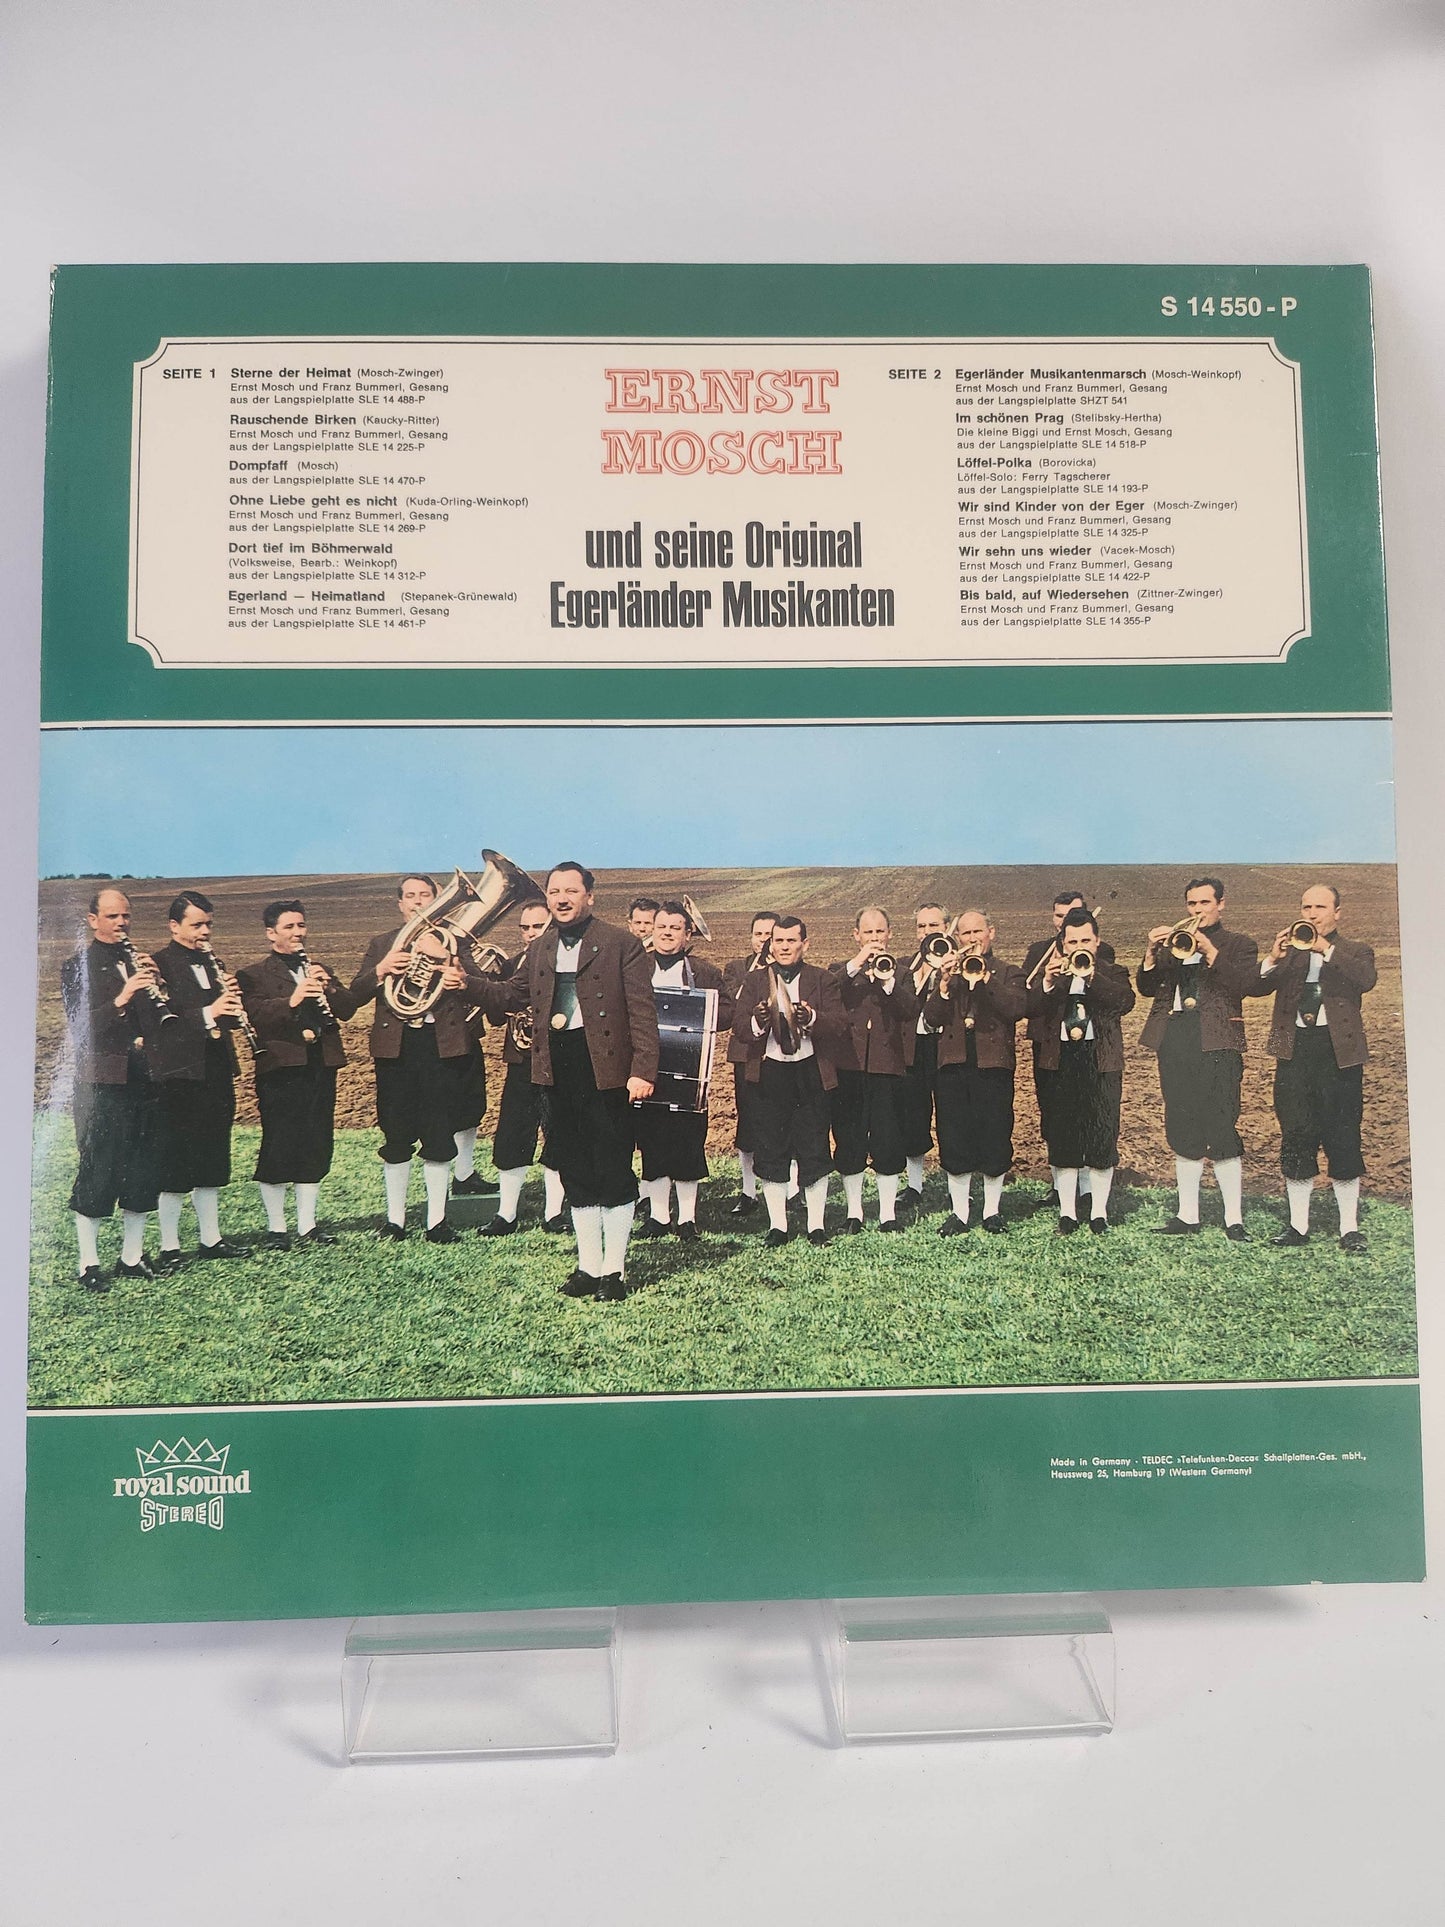 S 14 550 - P
SEITE 1 Sterne der Heimat (Mosch-Zwinger)
Ernst Mosch und Franz Bummerl, Gesang
aus der Langspielplatte SLE 14 488-P
Rauschende Birken (Kaucky-Ritter)
Ernst Mosch und Franz Bummerl, Gesang
aus der Langspielplatte SLE 14 225-P
Dompfaff (Mosch)
aus der Langspielplatte SLE 14 470-P
Ohne Liebe geht es nicht (Kuda-Orling-Weinkopf)
Ernst Mosch und Franz Bummerl, Gesang
aus der Langspielplatte SLE 14 269-P
Dort tief im Böhmerwald
(Volksweise, Bearb.: Weinkopf)
aus der Langspielplatte SLE 14 312-P
Egerland — Heimatland (Stepanek-Grünewald)
Ernst Mosch und Franz Bummerl, Gesang
aus der Langspielplatte SLE 14 461-P
ERNST
MOSCH
und seine Original
Egerländer Musikanten
SEITE 2 Egerländer Musikantenmarsch (Mosch-Weinkopf)
Ernst Mosch und Franz Bummerl, Gesang
aus der Langspielplatte SHZT 541
Im schönen Prag (Stelibsky-Hertha)
Die kleine Biggi und Ernst Mosch, Gesang
aus der Langspielplatte SLE 14 518-P
Löffel-Polka (Borovicka)
Löffel-Solo: Ferry Tagscherer
aus der Langspielplatte SLE 14 193-P
Wir sind Kinder von der Eger (Mosch-Zwinger)
Ernst Mosch und Franz Bummerl, Gesang
aus der Langspielplatte SLE 14 325-P
Wir sehn uns wieder (Vacek-Mosch)
Ernst Mosch und Franz Bummerl, Gesang
aus der Langspielplatte SLE 14 422-P
Bis bald, auf Wiedersehen (Zittner-Zwinger)
Ernst Mosch und Franz Bummerl, Gesang
aus der Langspielplatte SLE 14 355-P
royal sound
STEREO
Made in Germany · TELDEC »Telefunken-Decca« Schallplatten-Ges. mbH.,
Heussweg 25, Hamburg 19 (Western Germany)